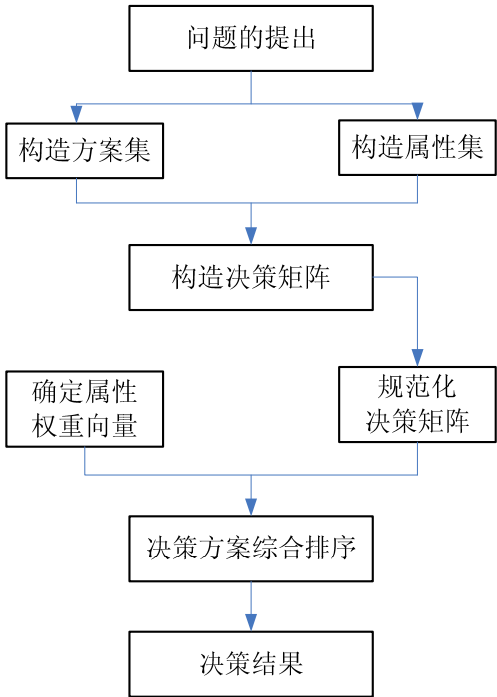 问题的提出
构造方案集
构造属性集
构造决策矩阵
确定属性
权重向量
规范化
决策矩阵
决策方案综合排序
决策结果